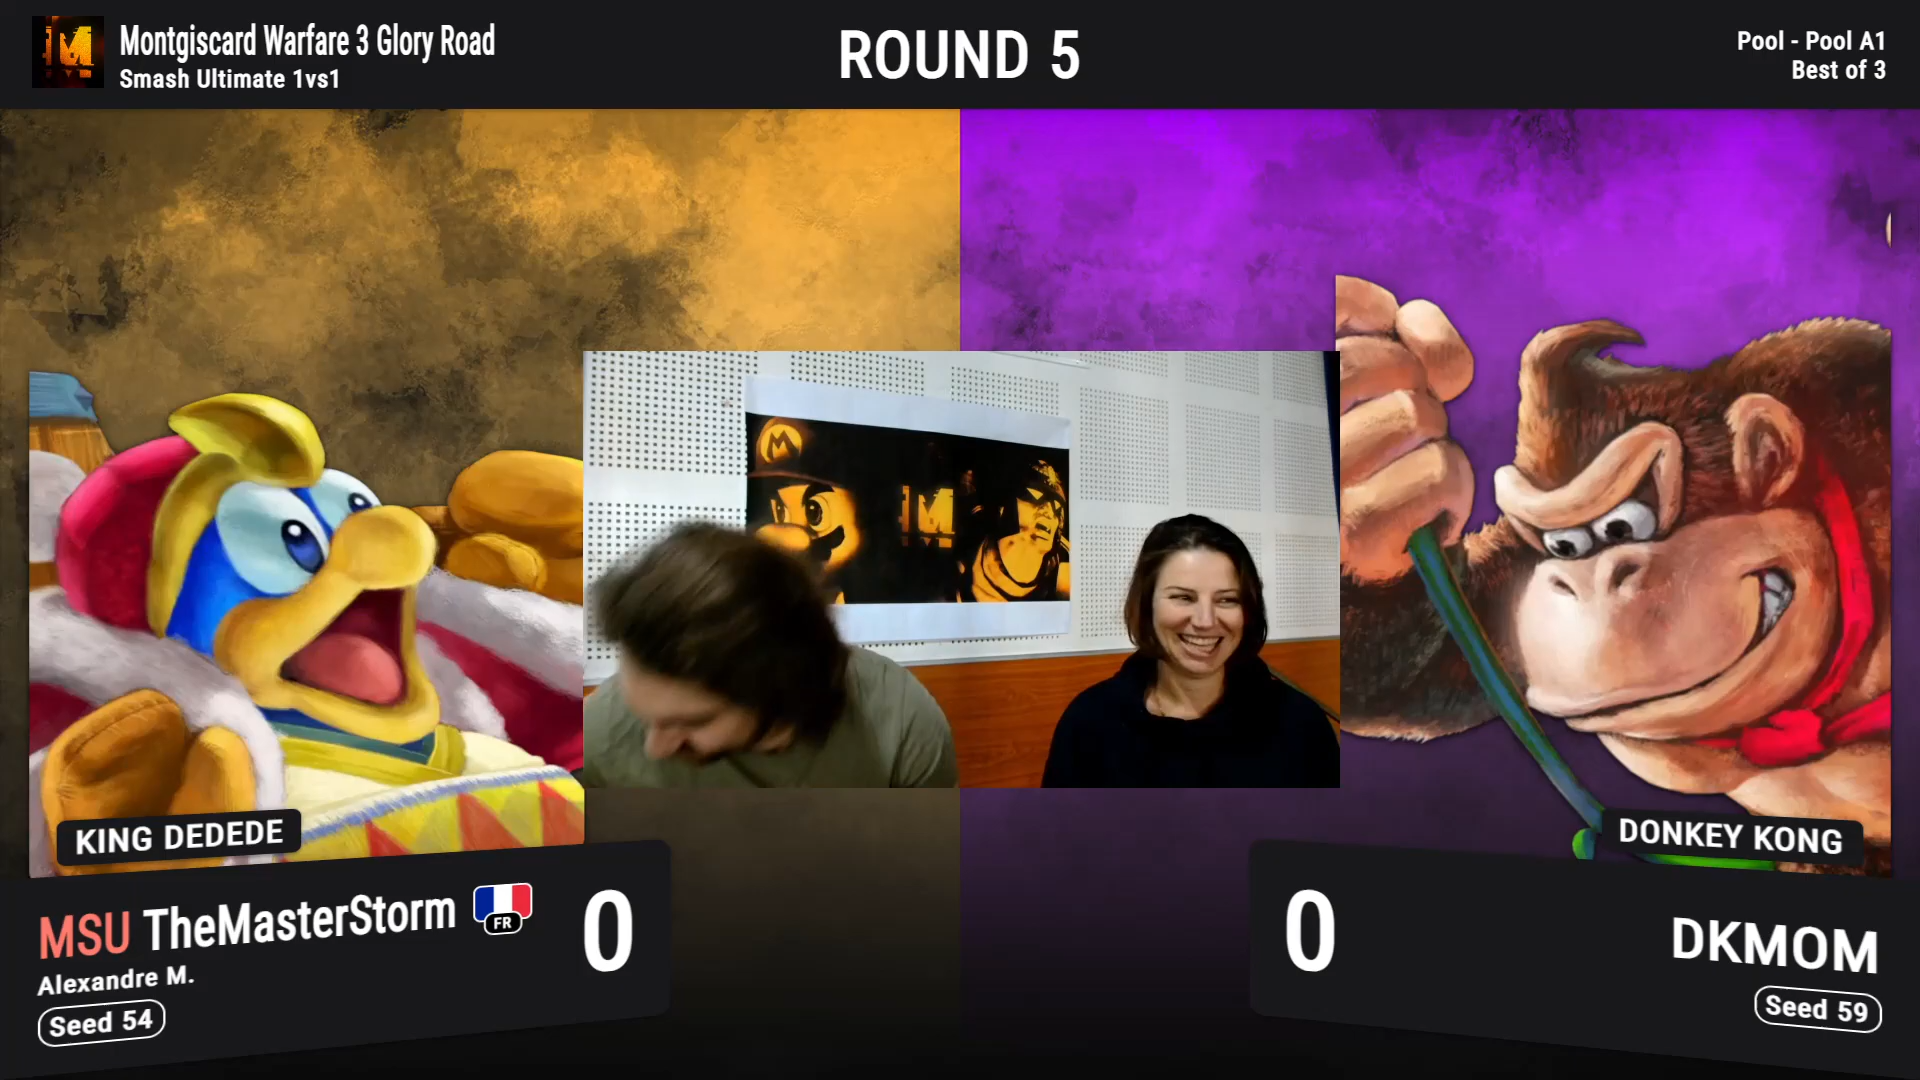 Montgiscard Warfare 3 Glory Road
Smash Ultimate 1vs1
ROUND 5
Pool - Pool A1
Best of 3
M
M
M
KING DEDEDE
DONKEY KONG
MSU TheMasterStorm
FR
0
0
DKMOM
Alexandre M.
Seed 54
Seed 59